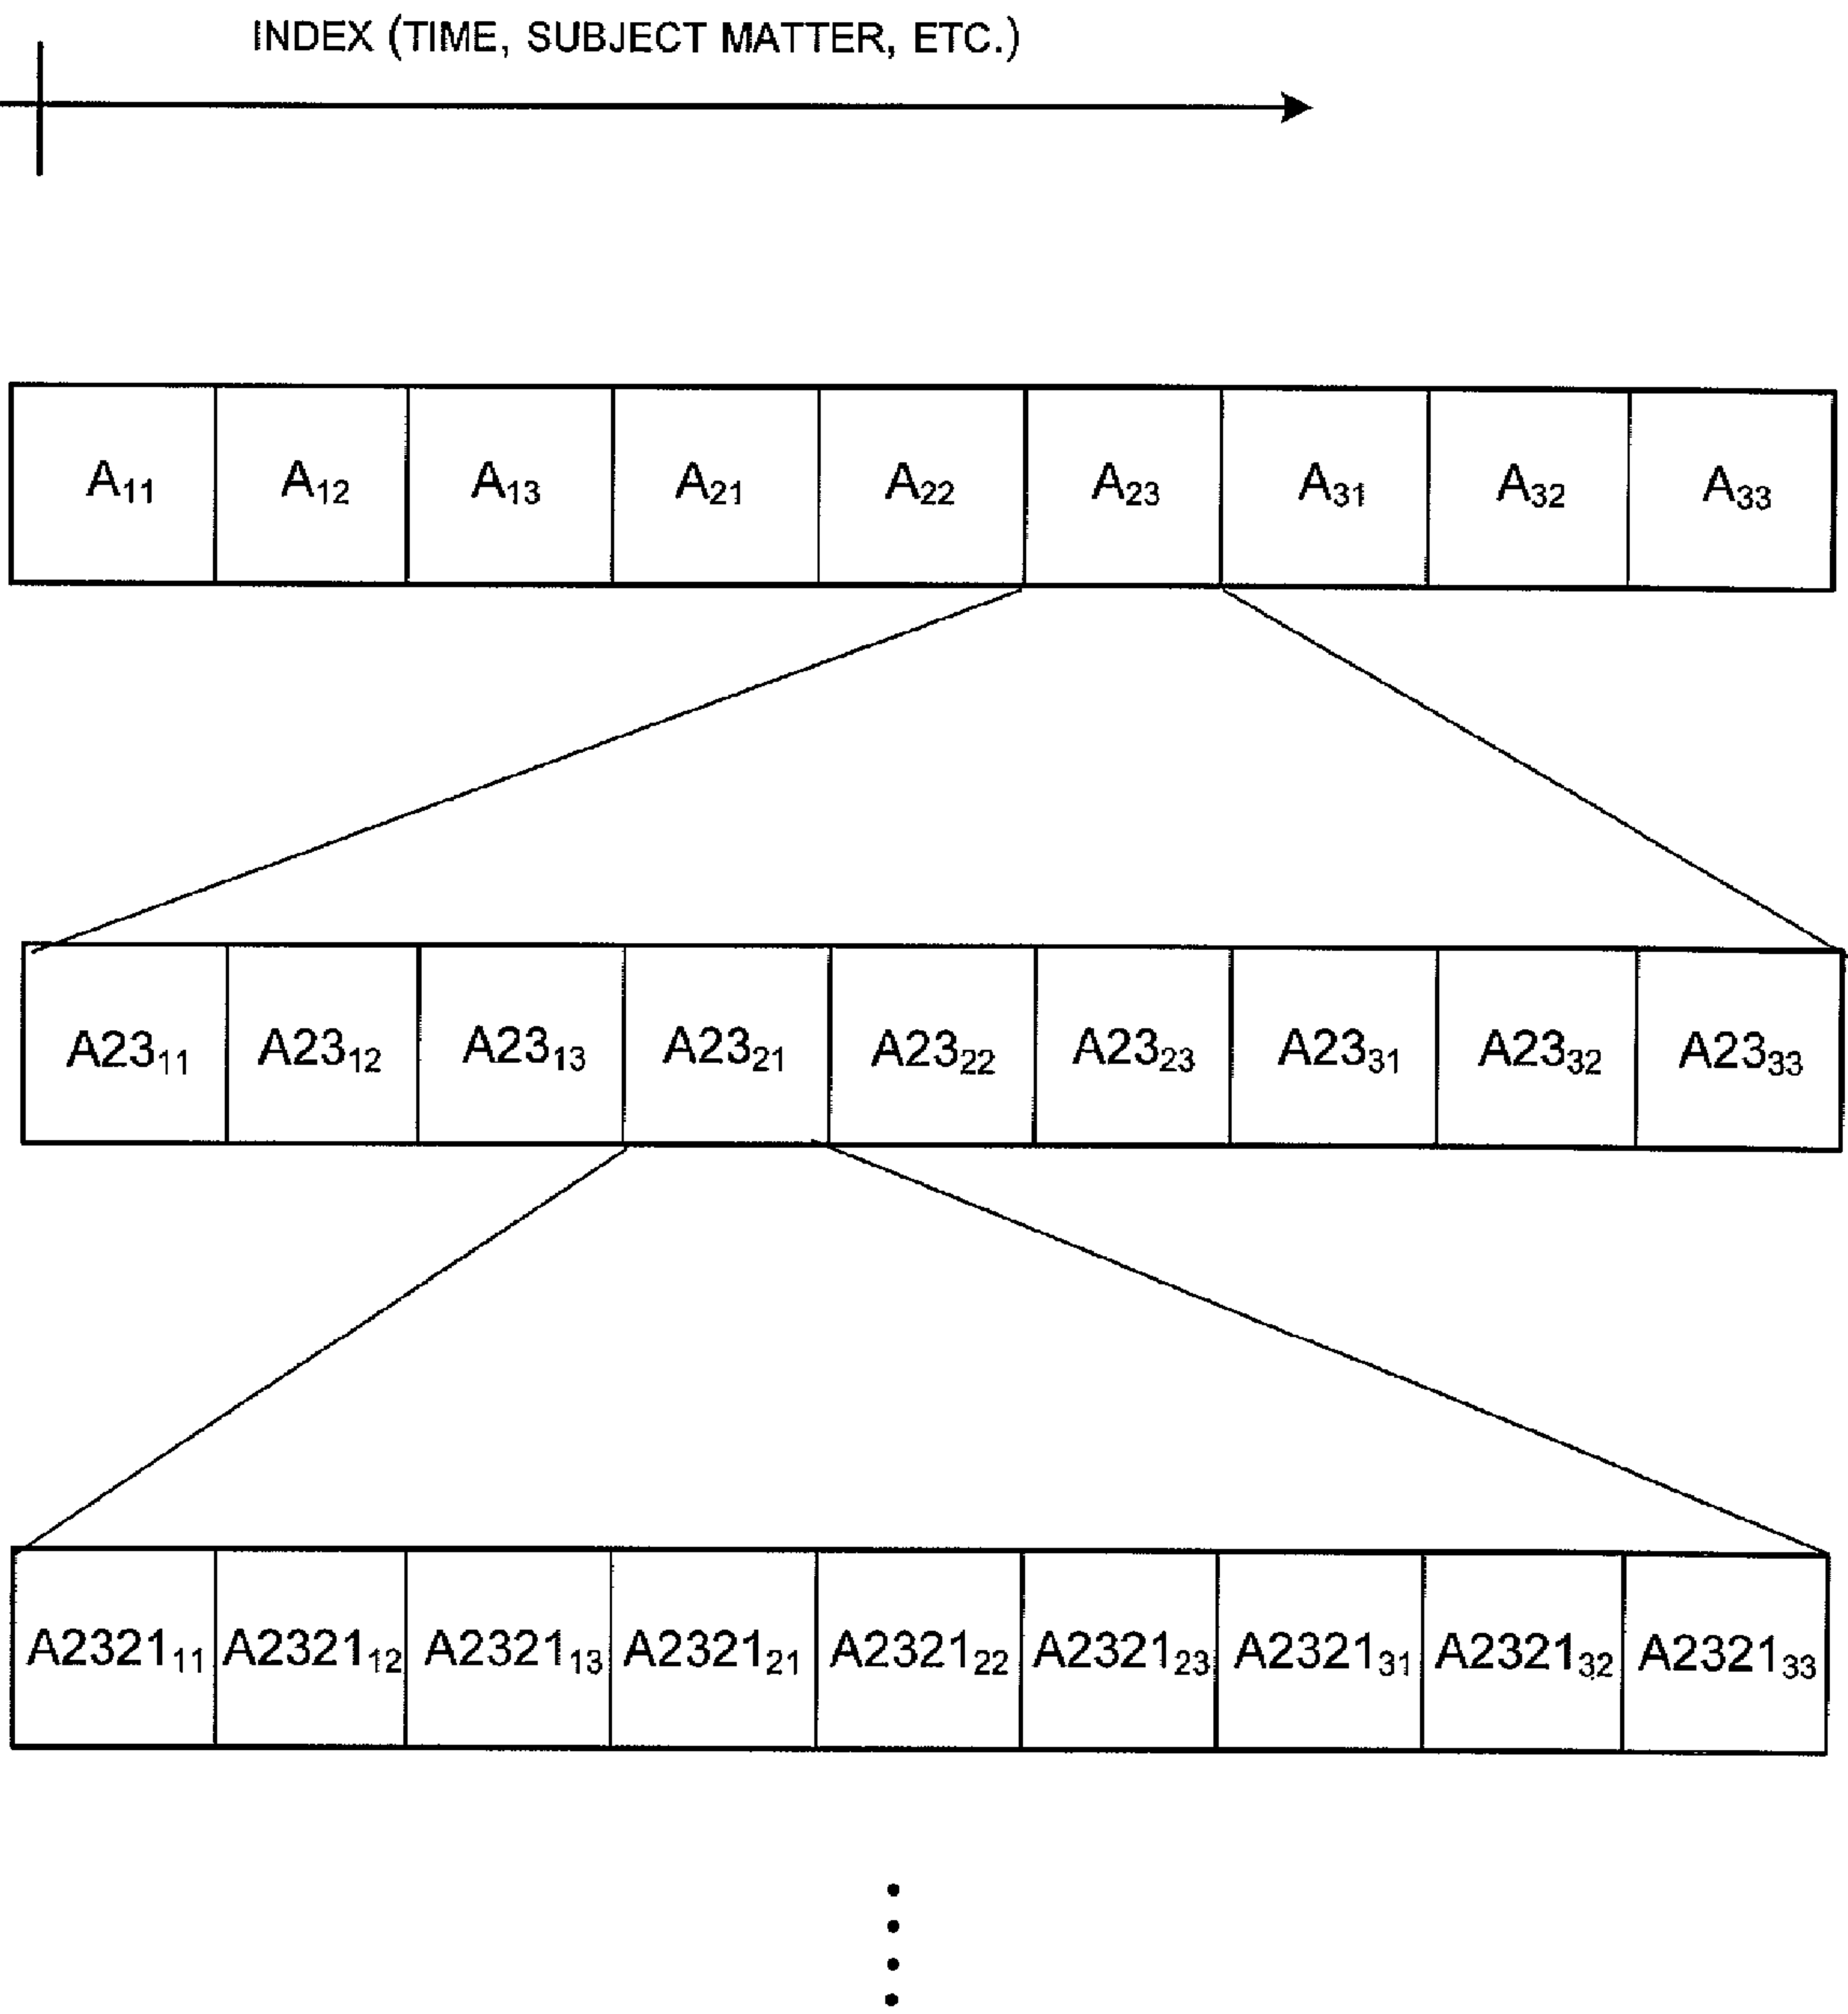 INDEX (TIME, SUBJECT MATTER, ETC.)
A₁₁ A₁₂ A₁₃ A₂₁ A₂₂ A₂₃ A₃₁ A₃₂ A₃₃
A23₁₁ A23₁₂ A23₁₃ A23₂₁ A23₂₂ A23₂₃ A23₃₁ A23₃₂ A23₃₃
A2321₁₁ A2321₁₂ A2321₁₃ A2321₂₁ A2321₂₂ A2321₂₃ A2321₃₁ A2321₃₂ A2321₃₃